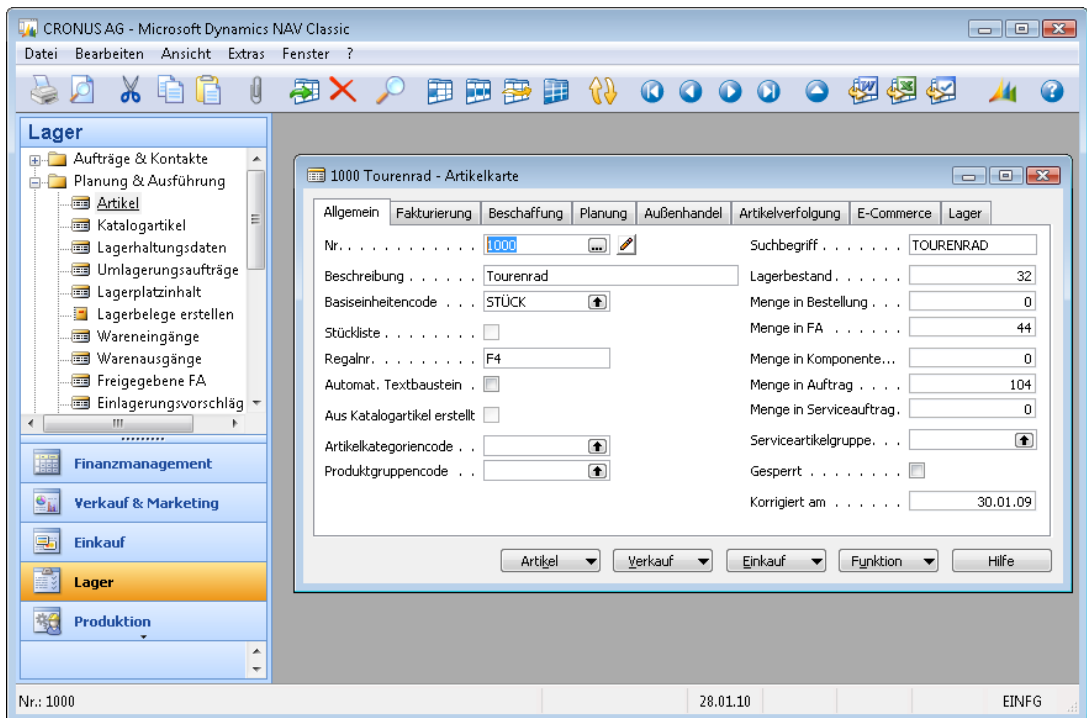 CRONUS AG - Microsoft Dynamics NAV Classic
Datei Bearbeiten Ansicht Extras Fenster ?
Lager
Aufträge & Kontakte
Planung & Ausführung
Artikel
Katalogartikel
Lagerhaltungsdaten
Umlagerungsaufträge
Lagerplatzinhalt
Lagerbelege erstellen
Wareneingänge
Warenausgänge
Freigegebene FA
Einlagerungsvorschläg
Finanzmanagement
Verkauf & Marketing
Einkauf
Lager
Produktion
1000 Tourenrad - Artikelkarte
Allgemein Fakturierung Beschaffung Planung Außenhandel Artikelverfolgung E-Commerce Lager
Nr. . . . . . . . . . . . . 1000 ...
Beschreibung . . . . . . Tourenrad
Basiseinheitencode . . . STÜCK
Stückliste . . . . . . . . .
Regalnr. . . . . . . . . . F4
Automat. Textbaustein .
Aus Katalogartikel erstellt
Artikelkategoriencode . .
Produktgruppencode . .
Suchbegriff . . . . . . . TOURENRAD
Lagerbestand . . . . . . 32
Menge in Bestellung . . . 0
Menge in FA . . . . . . 44
Menge in Komponente... 0
Menge in Auftrag . . . . 104
Menge in Serviceauftrag. 0
Serviceartikelgruppe. . .
Gesperrt . . . . . . . .
Korrigiert am . . . . . . 30.01.09
Artikel Verkauf Einkauf Funktion Hilfe
Nr.: 1000 28.01.10 EINFG